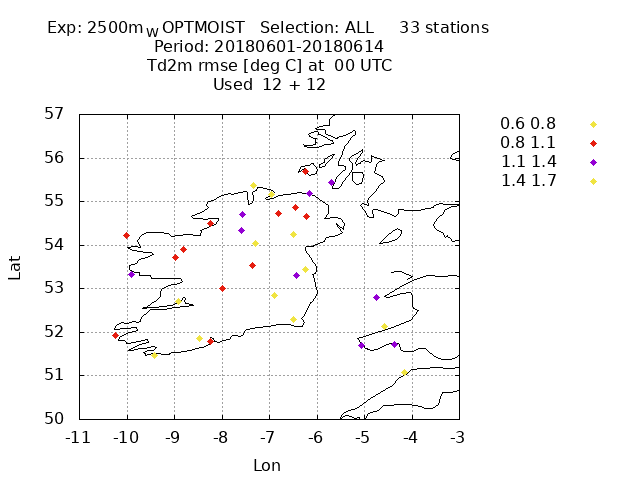 Exp: 2500mW OPTMOIST Selection: ALL 33 stations
Period: 20180601-20180614
Td2m rmse [deg C] at 00 UTC
Used 12 + 12
0.6 0.8
0.8 1.1
1.1 1.4
1.4 1.7
57
56
55
54
53
52
51
50
Lat
-11 -10 -9 -8 -7 -6 -5 -4 -3
Lon